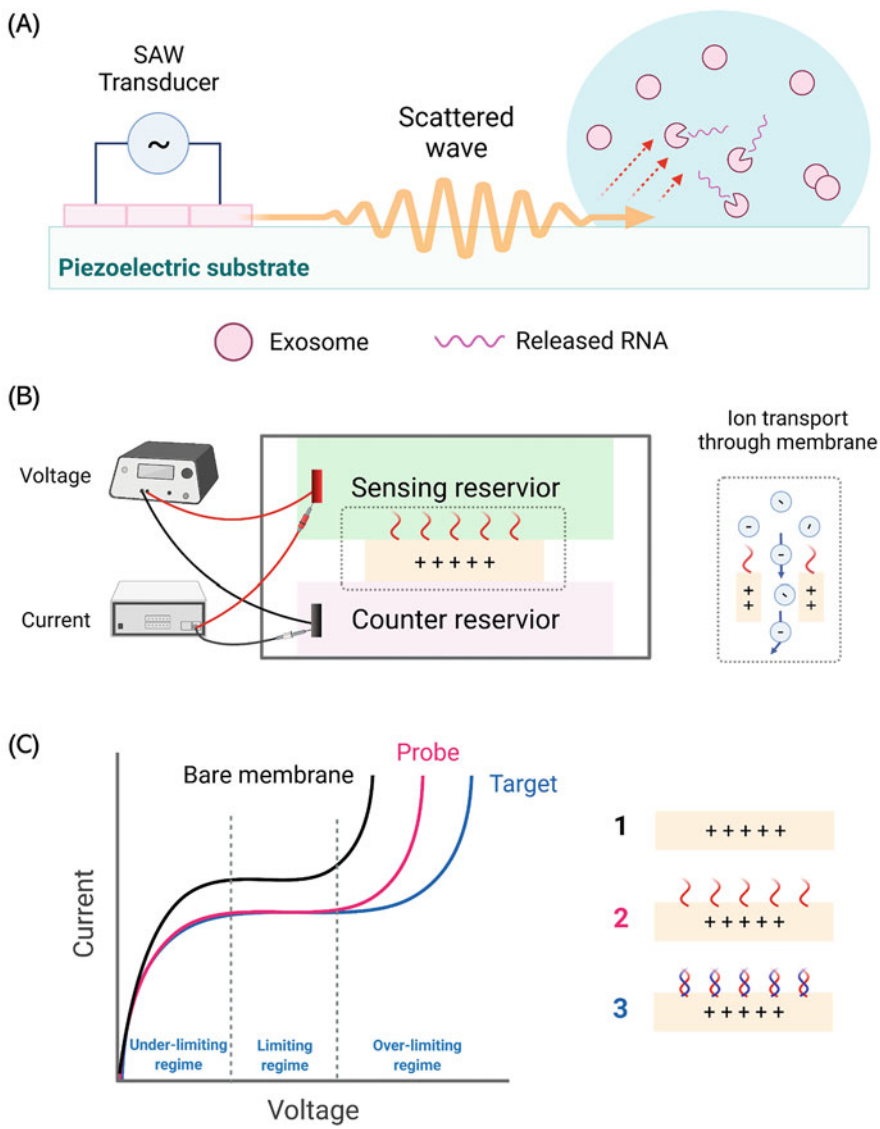 (A)
SAW
Transducer
~
Scattered
wave
Piezoelectric substrate
Exosome
Released RNA
(B)
Voltage
Current
Sensing reservior
+ + + + +
Counter reservior
Ion transport
through membrane
- 
- -
-
+ +
+ +
-
-
(C)
Current
Bare membrane
Probe
Target
Under-limiting
regime
Limiting
regime
Over-limiting
regime
Voltage
1
+ + + + +
2
+ + + + +
3
+ + + + +